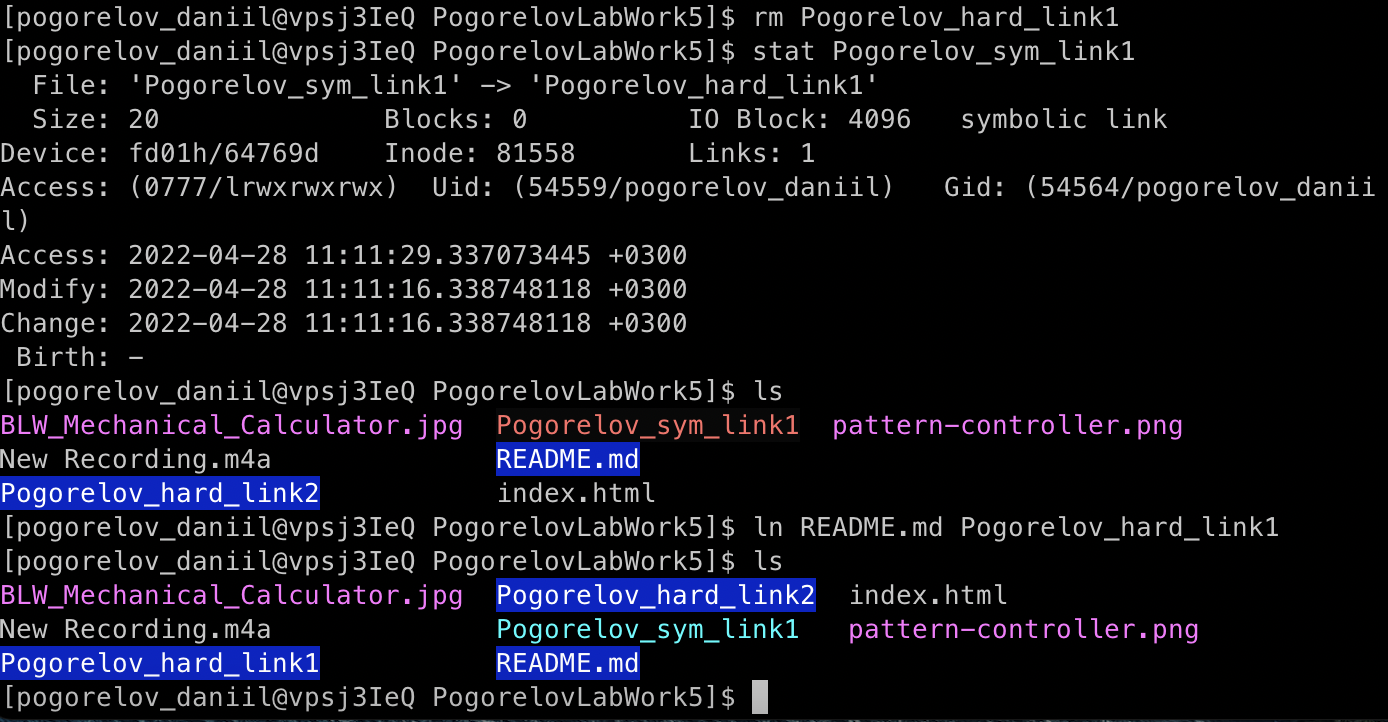 [pogorelov_daniil@vpsj3IeQ PogorelovLabWork5]$ rm Pogorelov_hard_link1
[pogorelov_daniil@vpsj3IeQ PogorelovLabWork5]$ stat Pogorelov_sym_link1
  File: 'Pogorelov_sym_link1' -> 'Pogorelov_hard_link1'
  Size: 20              Blocks: 0          IO Block: 4096   symbolic link
Device: fd01h/64769d    Inode: 81558       Links: 1
Access: (0777/lrwxrwxrwx)  Uid: (54559/pogorelov_daniil)   Gid: (54564/pogorelov_danii
l)
Access: 2022-04-28 11:11:29.337073445 +0300
Modify: 2022-04-28 11:11:16.338748118 +0300
Change: 2022-04-28 11:11:16.338748118 +0300
 Birth: -
[pogorelov_daniil@vpsj3IeQ PogorelovLabWork5]$ ls
BLW_Mechanical_Calculator.jpg  Pogorelov_sym_link1  pattern-controller.png
New Recording.m4a              README.md
Pogorelov_hard_link2           index.html
[pogorelov_daniil@vpsj3IeQ PogorelovLabWork5]$ ln README.md Pogorelov_hard_link1
[pogorelov_daniil@vpsj3IeQ PogorelovLabWork5]$ ls
BLW_Mechanical_Calculator.jpg  Pogorelov_hard_link2  index.html
New Recording.m4a              Pogorelov_sym_link1   pattern-controller.png
Pogorelov_hard_link1           README.md
[pogorelov_daniil@vpsj3IeQ PogorelovLabWork5]$